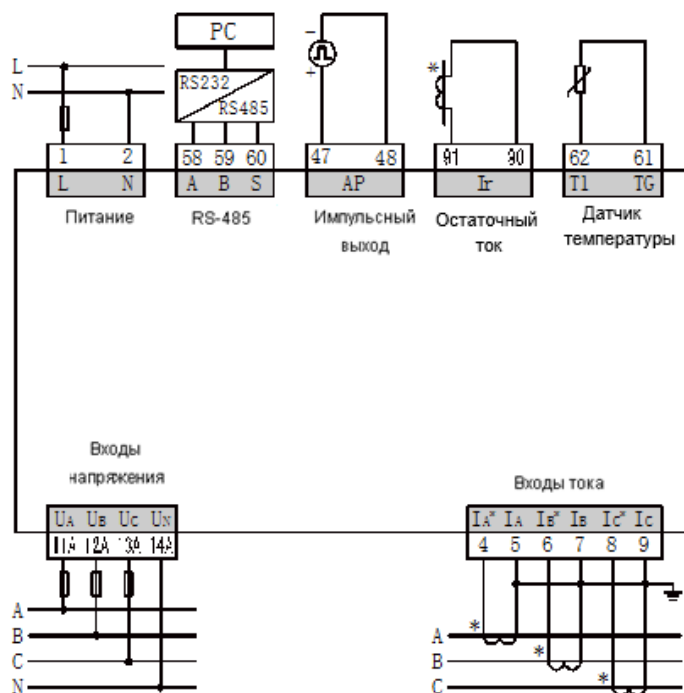 PC
L
N
RS232
RS485
- +
*
1 2 58 59 60 47 48 91 90 62 61
L N A B S AP Ir T1 TG
Питание RS-485 Импульсный выход Остаточный ток Датчик температуры
Входы
напряжения
Входы тока
UA UB UC UN
11A 12A 13A 14A
IA* IA IB* IB IC* IC
4 5 6 7 8 9
A
B
C
N
* A
* B
* C